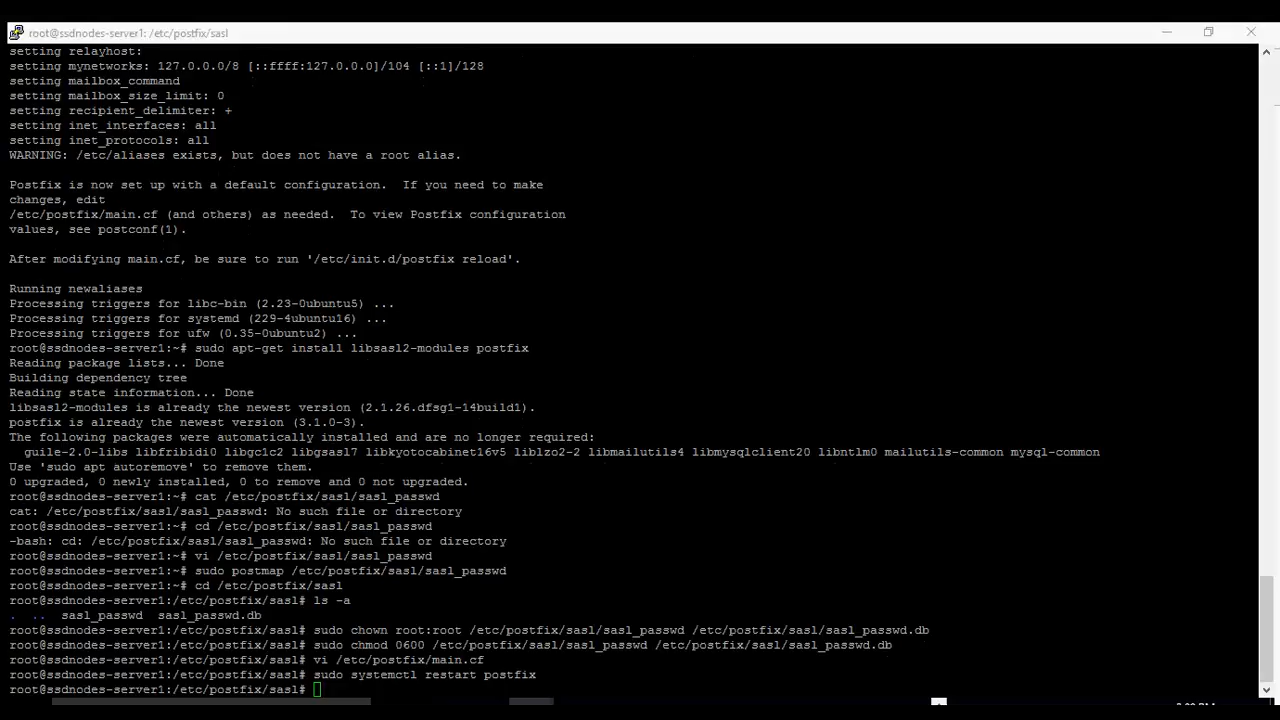 root@ssdnodes-server1: /etc/postfix/sasl
setting relayhost:
setting mynetworks: 127.0.0.0/8 [::ffff:127.0.0.0]/104 [::1]/128
setting mailbox_command
setting mailbox_size_limit: 0
setting recipient_delimiter: +
setting inet_interfaces: all
setting inet_protocols: all
WARNING: /etc/aliases exists, but does not have a root alias.
Postfix is now set up with a default configuration.  If you need to make
changes, edit
/etc/postfix/main.cf (and others) as needed.  To view Postfix configuration
values, see postconf(1).
After modifying main.cf, be sure to run '/etc/init.d/postfix reload'.
Running newaliases
Processing triggers for libc-bin (2.23-0ubuntu5) ...
Processing triggers for systemd (229-4ubuntu16) ...
Processing triggers for ufw (0.35-0ubuntu2) ...
root@ssdnodes-server1:~# sudo apt-get install libsasl2-modules postfix
Reading package lists... Done
Building dependency tree
Reading state information... Done
libsasl2-modules is already the newest version (2.1.26.dfsg1-14build1).
postfix is already the newest version (3.1.0-3).
The following packages were automatically installed and are no longer required:
  guile-2.0-libs libfribidi0 libgc1c2 libgsasl7 libkyotocabinet16v5 liblzo2-2 libmailutils4 libmysqlclient20 libntlm0 mailutils-common mysql-common
Use 'sudo apt autoremove' to remove them.
0 upgraded, 0 newly installed, 0 to remove and 0 not upgraded.
root@ssdnodes-server1:~# cat /etc/postfix/sasl/sasl_passwd
cat: /etc/postfix/sasl/sasl_passwd: No such file or directory
root@ssdnodes-server1:~# cd /etc/postfix/sasl/sasl_passwd
-bash: cd: /etc/postfix/sasl/sasl_passwd: No such file or directory
root@ssdnodes-server1:~# vi /etc/postfix/sasl/sasl_passwd
root@ssdnodes-server1:~# sudo postmap /etc/postfix/sasl/sasl_passwd
root@ssdnodes-server1:~# cd /etc/postfix/sasl
root@ssdnodes-server1:/etc/postfix/sasl# ls -a
.  ..  sasl_passwd  sasl_passwd.db
root@ssdnodes-server1:/etc/postfix/sasl# sudo chown root:root /etc/postfix/sasl/sasl_passwd /etc/postfix/sasl/sasl_passwd.db
root@ssdnodes-server1:/etc/postfix/sasl# sudo chmod 0600 /etc/postfix/sasl/sasl_passwd /etc/postfix/sasl/sasl_passwd.db
root@ssdnodes-server1:/etc/postfix/sasl# vi /etc/postfix/main.cf
root@ssdnodes-server1:/etc/postfix/sasl# sudo systemctl restart postfix
root@ssdnodes-server1:/etc/postfix/sasl#